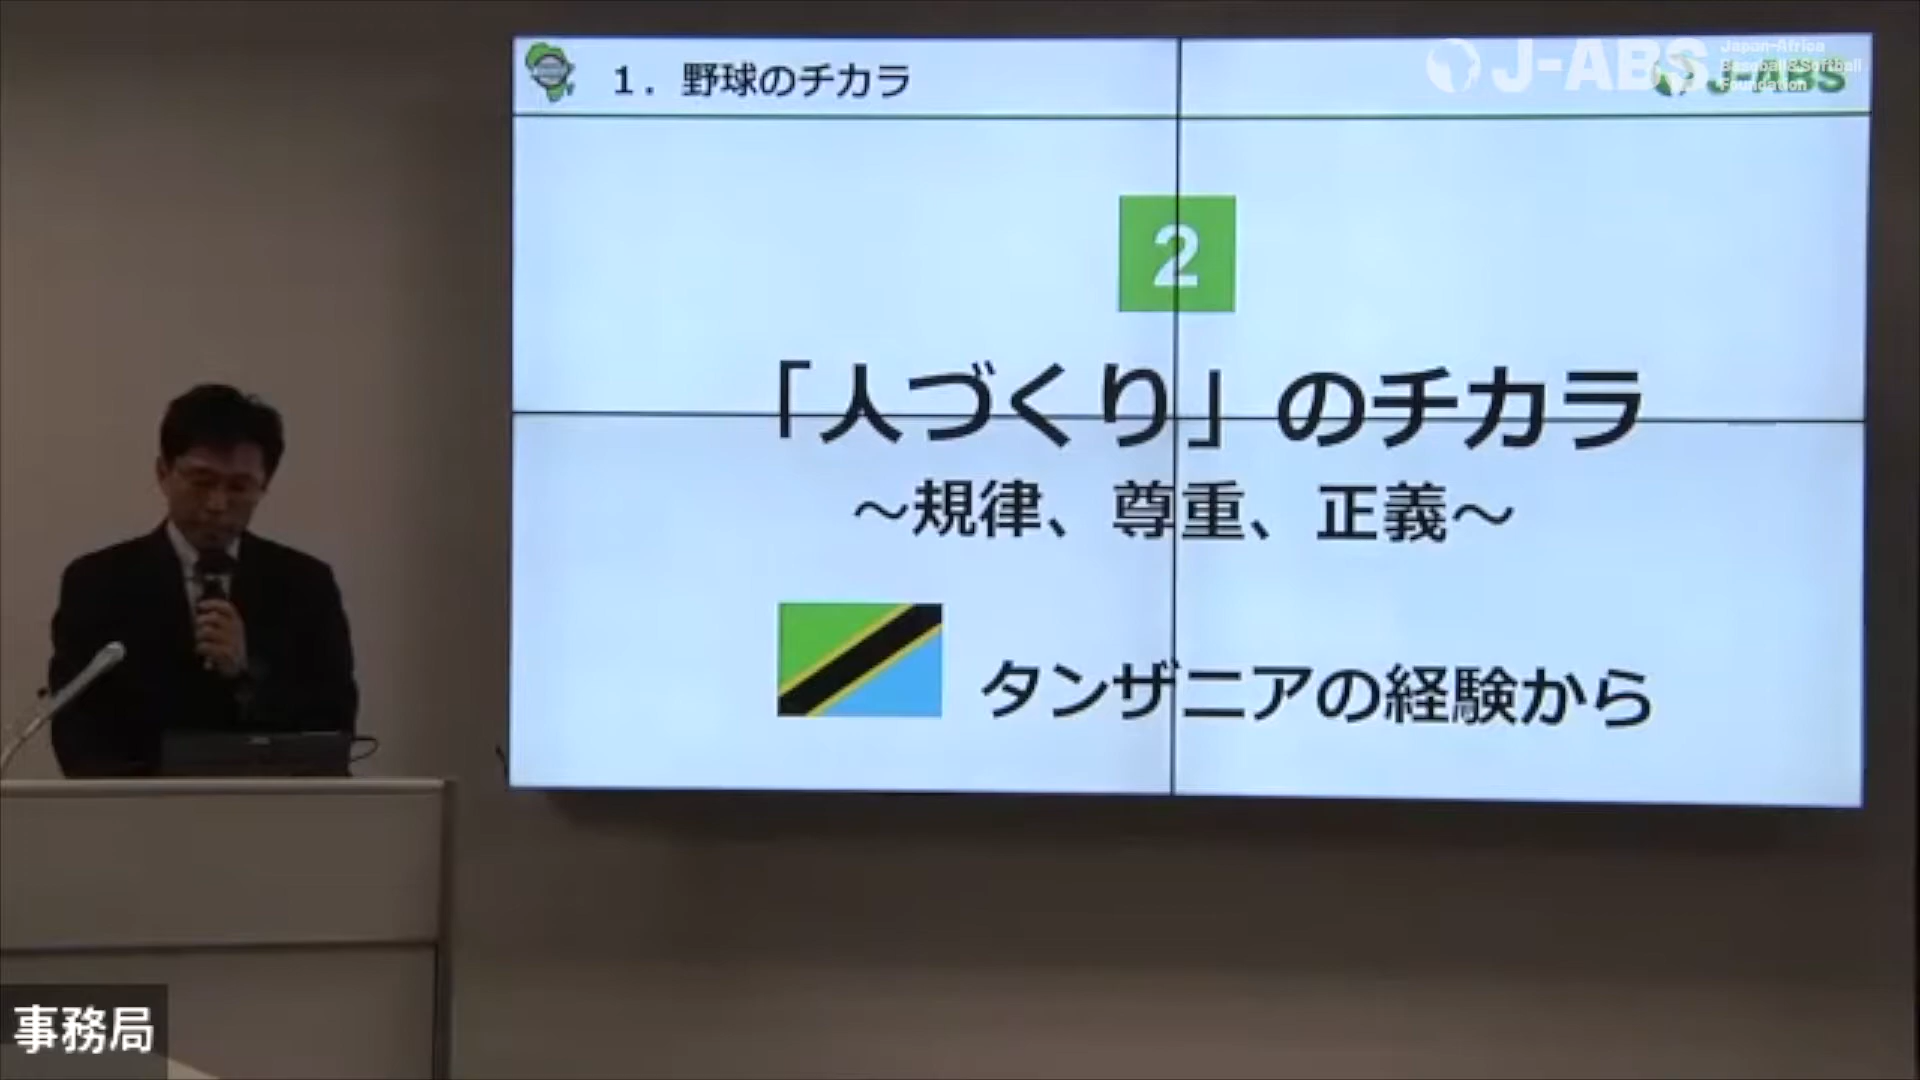 1．野球のチカラ
J-ABS
Japan-Africa
Baseball&Softball
Foundation
J-ABS
2
「人づくり」のチカラ
～規律、尊重、正義～
タンザニアの経験から
事務局